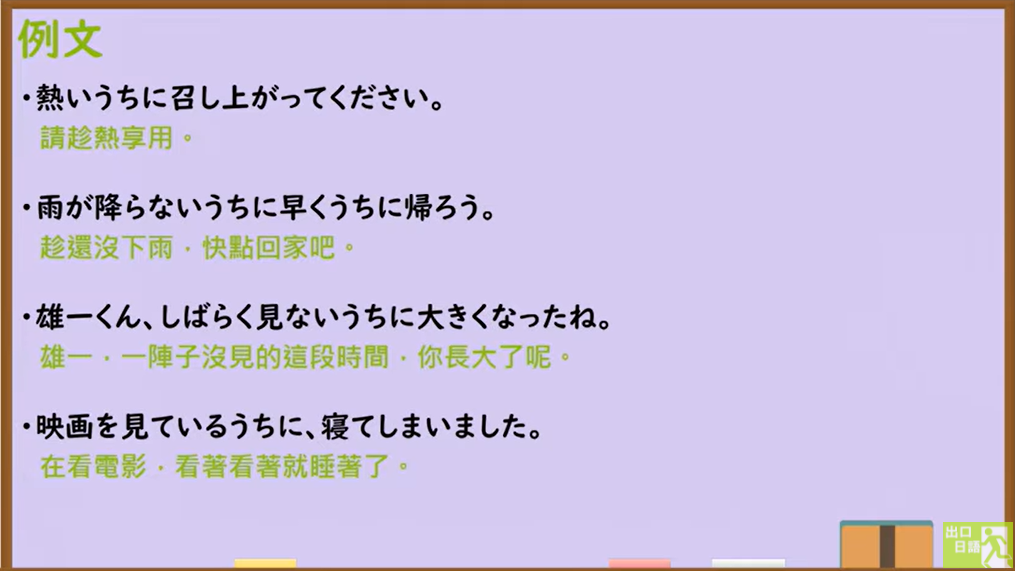 例文
・熱いうちに召し上がってください。
請趁熱享用。
・雨が降らないうちに早くうちに帰ろう。
趁還沒下雨，快點回家吧。
・雄一くん、しばらく見ないうちに大きくなったね。
雄一，一陣子沒見的這段時間，你長大了呢。
・映画を見ているうちに、寝てしまいました。
在看電影，看著看著就睡著了。
出口
日語